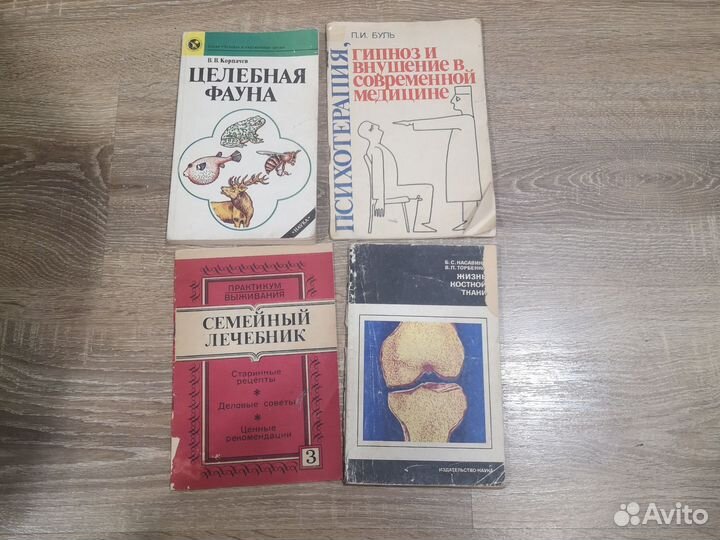 В. В. Корпачев
ЦЕЛЕБНАЯ
ФАУНА
«НАУКА»
П.И. БУЛЬ
ПСИХОТЕРАПИЯ,
ГИПНОЗ И
ВНУШЕНИЕ В
СОВРЕМЕННОЙ
МЕДИЦИНЕ
ПРАКТИКУМ
ВЫЖИВАНИЯ
СЕМЕЙНЫЙ
ЛЕЧЕБНИК
Старинные
рецепты
Деловые советы
Ценные
рекомендации
3
Б. С. КАСАВИНА
В. П. ТОРБЕНКО
ЖИЗНЬ
КОСТНОЙ
ТКАНИ
ИЗДАТЕЛЬСТВО «НАУКА»
Avito